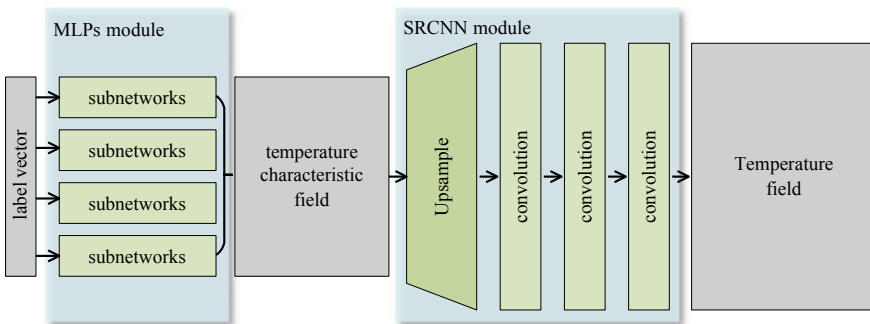 MLPs module
SRCNN module
label vector
subnetworks
subnetworks
subnetworks
subnetworks
temperature
characteristic
field
Upsample
convolution
convolution
convolution
Temperature
field